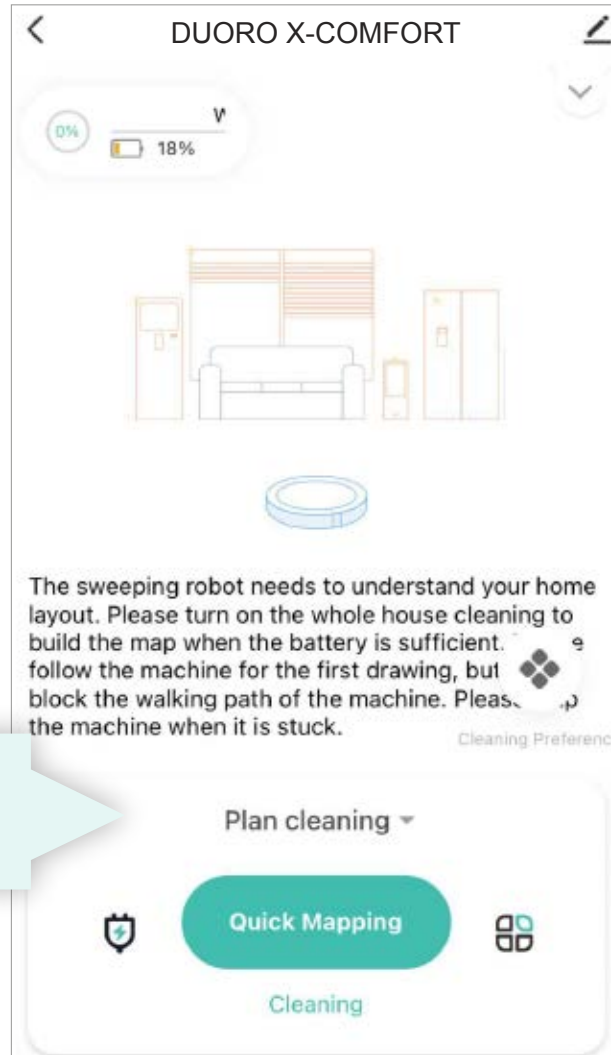 DUORO X-COMFORT
0%
18%
The sweeping robot needs to understand your home
layout. Please turn on the whole house cleaning to
build the map when the battery is sufficient.
follow the machine for the first drawing, but
block the walking path of the machine.
the machine when it is stuck.
Cleaning
Plan cleaning
Quick Mapping
Cleaning